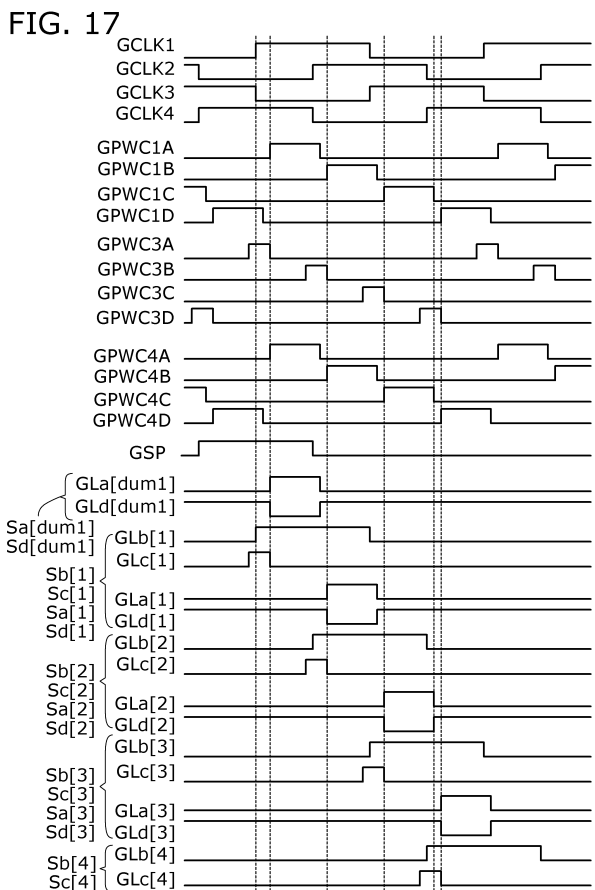 FIG. 17
GCLK1
GCLK2
GCLK3
GCLK4
GPWC1A
GPWC1B
GPWC1C
GPWC1D
GPWC3A
GPWC3B
GPWC3C
GPWC3D
GPWC4A
GPWC4B
GPWC4C
GPWC4D
GSP
GLa[dum1]
GLd[dum1]
Sa[dum1]
Sd[dum1]
GLb[1]
GLc[1]
Sb[1]
Sc[1]
Sa[1]
Sd[1]
GLa[1]
GLd[1]
GLb[2]
GLc[2]
Sb[2]
Sc[2]
Sa[2]
Sd[2]
GLa[2]
GLd[2]
GLb[3]
GLc[3]
Sb[3]
Sc[3]
Sa[3]
Sd[3]
GLa[3]
GLd[3]
GLb[4]
GLc[4]
Sb[4]
Sc[4]